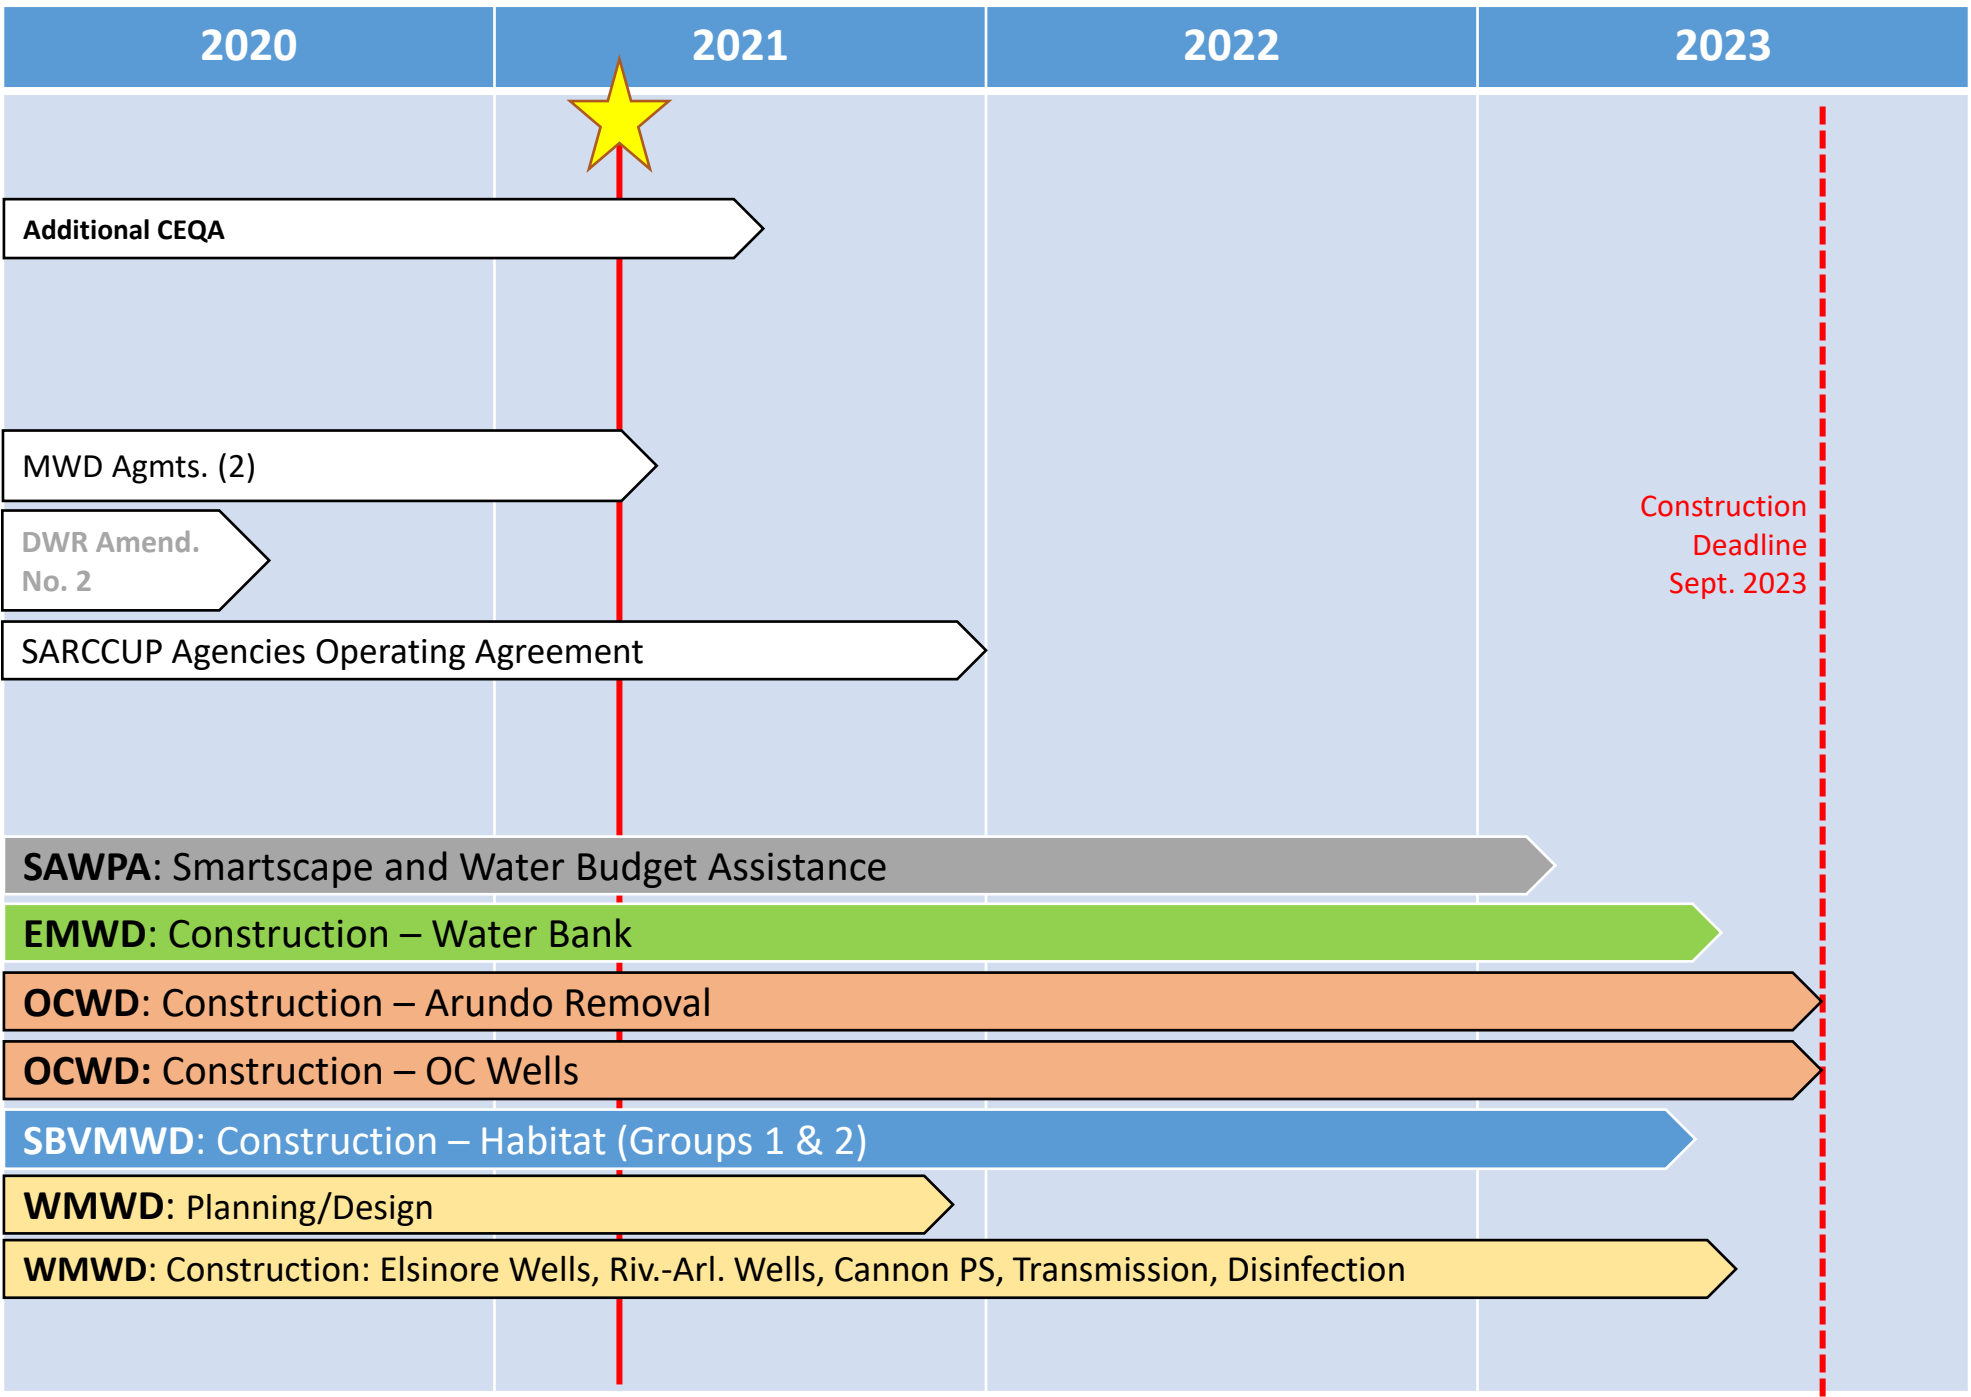 2020 2021 2022 2023
Additional CEQA
MWD Agmts. (2)
Construction
Deadline
Sept. 2023
DWR Amend.
No. 2
SARCCUP Agencies Operating Agreement
SAWPA: Smartscape and Water Budget Assistance
EMWD: Construction – Water Bank
OCWD: Construction – Arundo Removal
OCWD: Construction – OC Wells
SBVMWD: Construction – Habitat (Groups 1 & 2)
WMWD: Planning/Design
WMWD: Construction: Elsinore Wells, Riv.-Arl. Wells, Cannon PS, Transmission, Disinfection